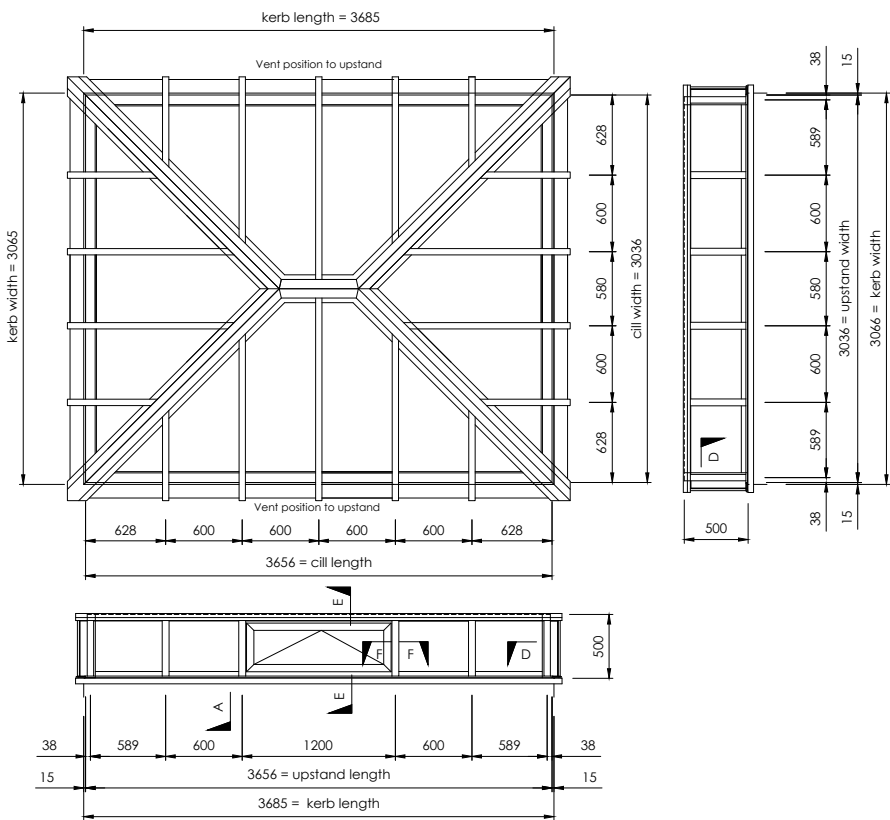 kerb length = 3685
Vent position to upstand
38
15
628
600
580
600
628
kerb width = 3065
cill width = 3036
589
600
580
600
589
3036 = upstand width
3066 = kerb width
D
38
15
500
Vent position to upstand
628
600
600
600
600
628
3656 = cill length
E
F
F
D
500
A
E
38
589
600
1200
600
589
38
15
3656 = upstand length
15
3685 = kerb length